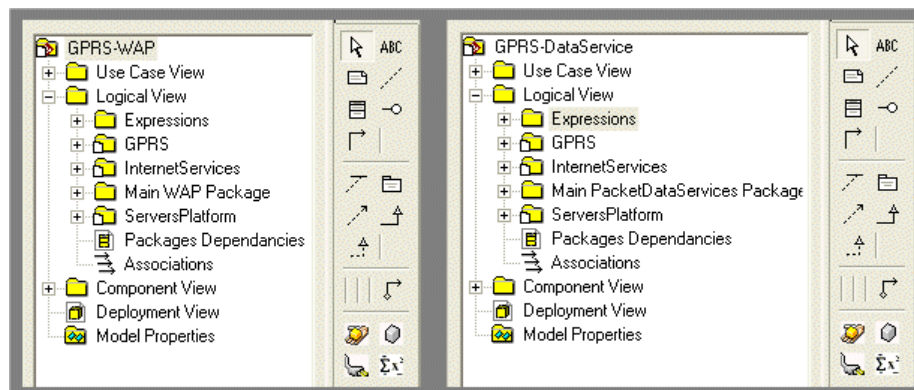 GPRS-WAP
Use Case View
Logical View
Expressions
GPRS
InternetServices
Main WAP Package
ServersPlatform
Packages Dependancies
Associations
Component View
Deployment View
Model Properties
ABC
Σx²
GPRS-DataService
Use Case View
Logical View
Expressions
GPRS
InternetServices
Main PacketDataServices Package
ServersPlatform
Packages Dependancies
Associations
Component View
Deployment View
Model Properties
ABC
Σx²